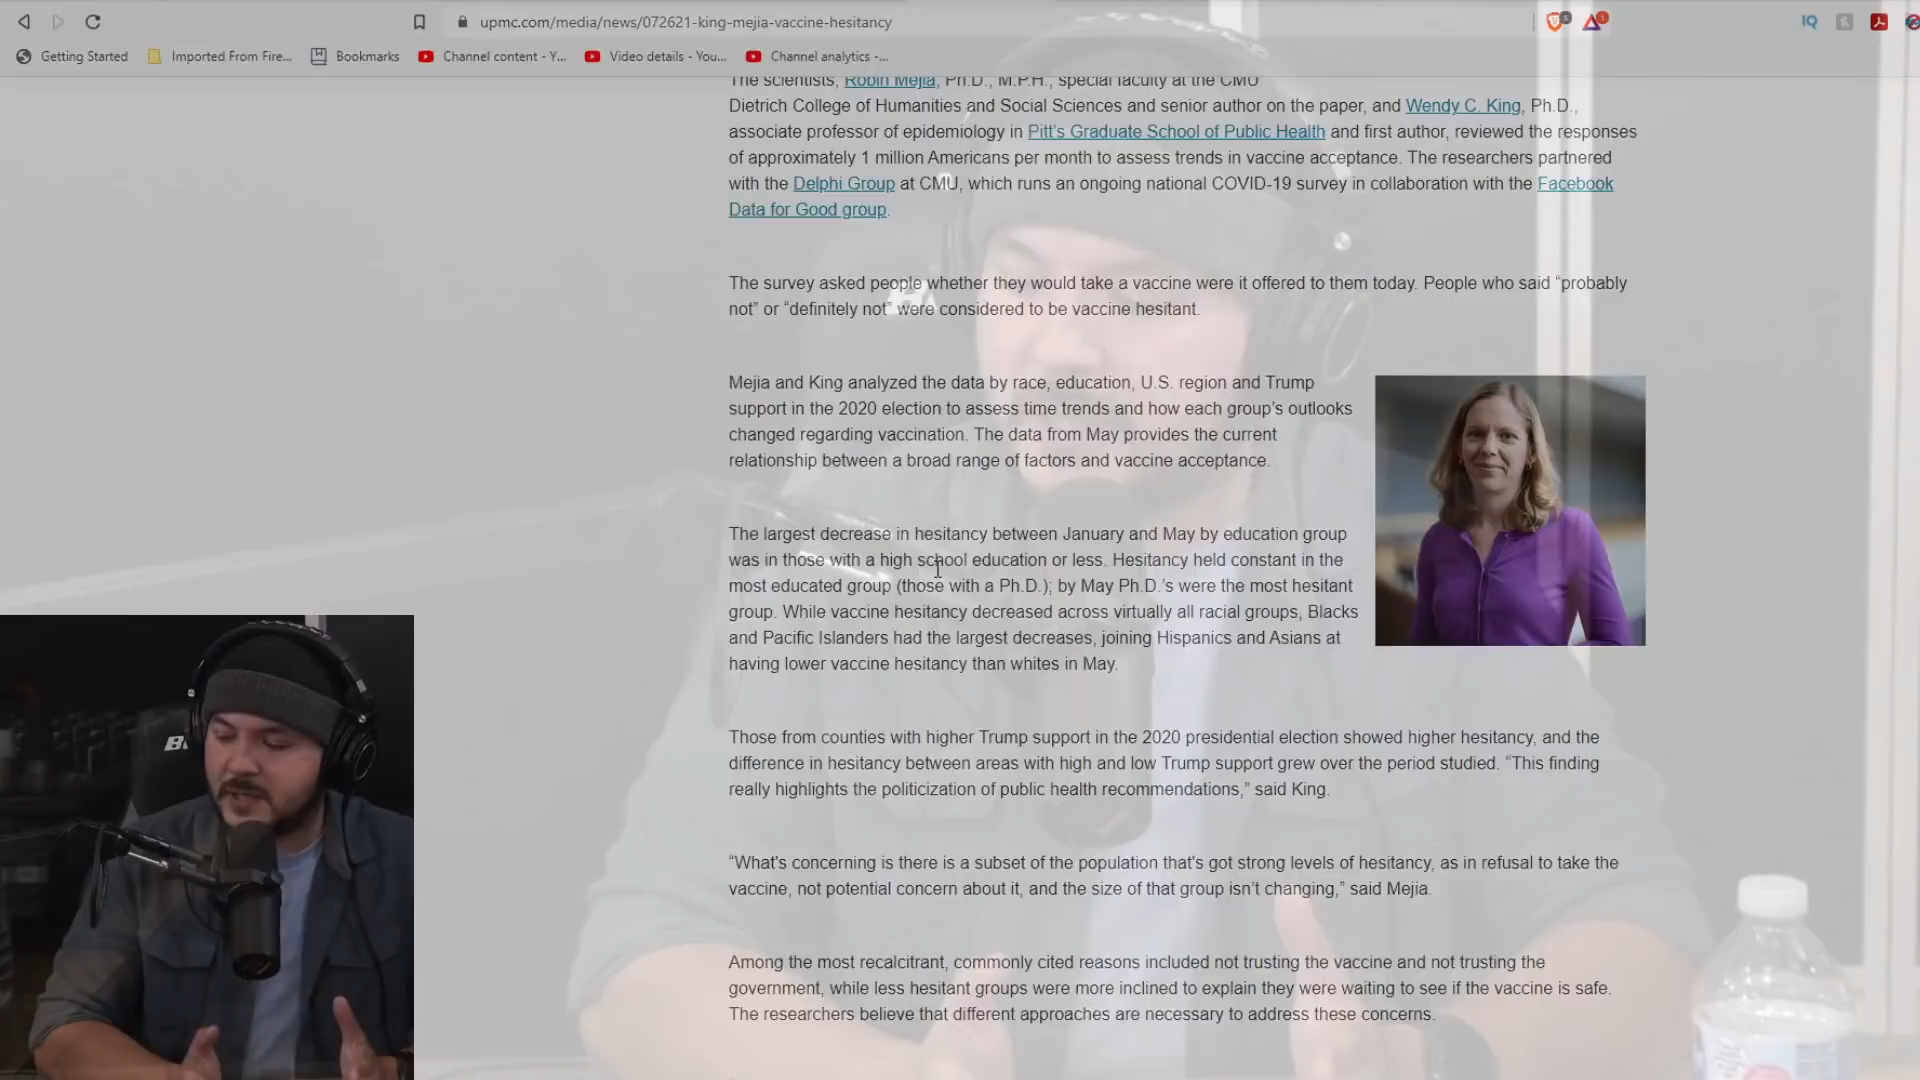 upmc.com/media/news/072621-king-mejia-vaccine-hesitancy
Getting Started Imported From Fire... Bookmarks Channel content - Y... Video details - You... Channel analytics -...
The scientists, Robin Mejia, Ph.D., M.P.H., special faculty at the CMU
Dietrich College of Humanities and Social Sciences and senior author on the paper, and Wendy C. King, Ph.D.,
associate professor of epidemiology in Pitt's Graduate School of Public Health and first author, reviewed the responses
of approximately 1 million Americans per month to assess trends in vaccine acceptance. The researchers partnered
with the Delphi Group at CMU, which runs an ongoing national COVID-19 survey in collaboration with the Facebook
Data for Good group.
The survey asked people whether they would take a vaccine were it offered to them today. People who said “probably
not” or “definitely not” were considered to be vaccine hesitant.
Mejia and King analyzed the data by race, education, U.S. region and Trump
support in the 2020 election to assess time trends and how each group’s outlooks
changed regarding vaccination. The data from May provides the current
relationship between a broad range of factors and vaccine acceptance.
The largest decrease in hesitancy between January and May by education group
was in those with a high school education or less. Hesitancy held constant in the
most educated group (those with a Ph.D.); by May Ph.D.’s were the most hesitant
group. While vaccine hesitancy decreased across virtually all racial groups, Blacks
and Pacific Islanders had the largest decreases, joining Hispanics and Asians at
having lower vaccine hesitancy than whites in May.
Those from counties with higher Trump support in the 2020 presidential election showed higher hesitancy, and the
difference in hesitancy between areas with high and low Trump support grew over the period studied. “This finding
really highlights the politicization of public health recommendations,” said King.
“What's concerning is there is a subset of the population that's got strong levels of hesitancy, as in refusal to take the
vaccine, not potential concern about it, and the size of that group isn’t changing,” said Mejia.
Among the most recalcitrant, commonly cited reasons included not trusting the vaccine and not trusting the
government, while less hesitant groups were more inclined to explain they were waiting to see if the vaccine is safe.
The researchers believe that different approaches are necessary to address these concerns.